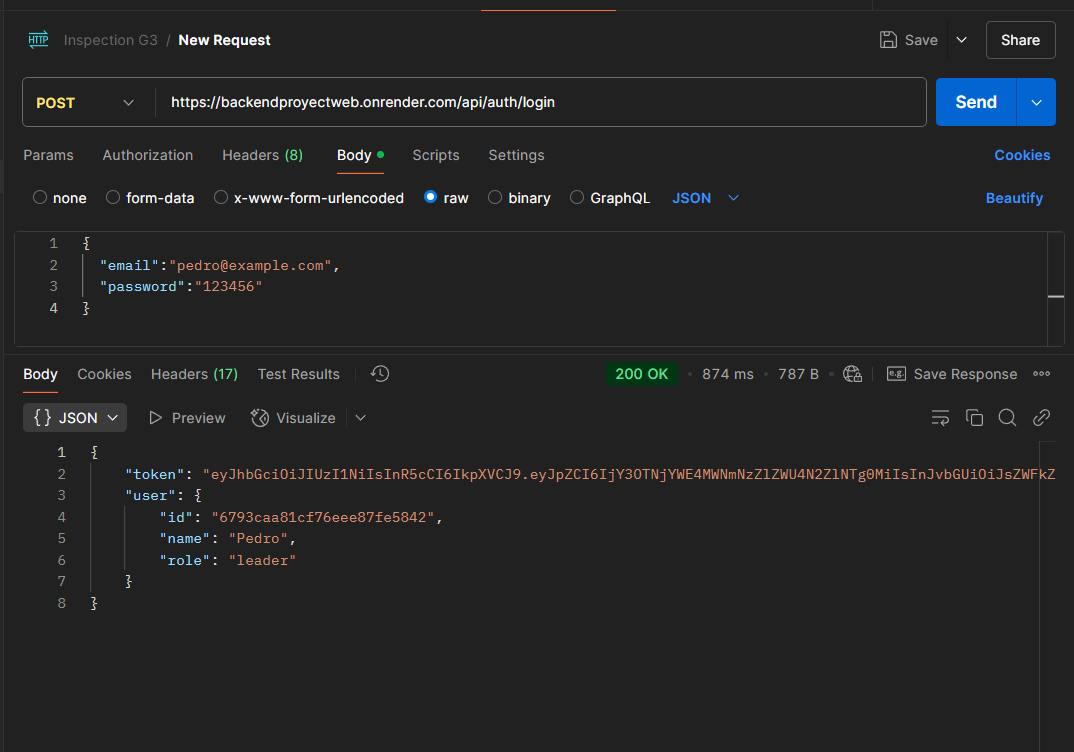 HTTP Inspection G3 / New Request Save Share
POST https://backendproyectweb.onrender.com/api/auth/login Send
Params Authorization Headers (8) Body Scripts Settings Cookies
none form-data x-www-form-urlencoded raw binary GraphQL JSON Beautify
1 {
2 "email":"pedro@example.com",
3 "password":"123456"
4 }
Body Cookies Headers (17) Test Results 200 OK • 874 ms • 787 B • e.g. Save Response
{} JSON Preview Visualize
1 {
2 "token": "eyJhbGciOiJIUzI1NiIsInR5cCI6IkpXVCJ9.eyJpZCI6IjY3OTNjYWE4MWNmNzZlZWU4N2ZlNTg0MiIsInJvbGUiOiJsZWFkZ
3 "user": {
4 "id": "6793caa81cf76eee87fe5842",
5 "name": "Pedro",
6 "role": "leader"
7 }
8 }